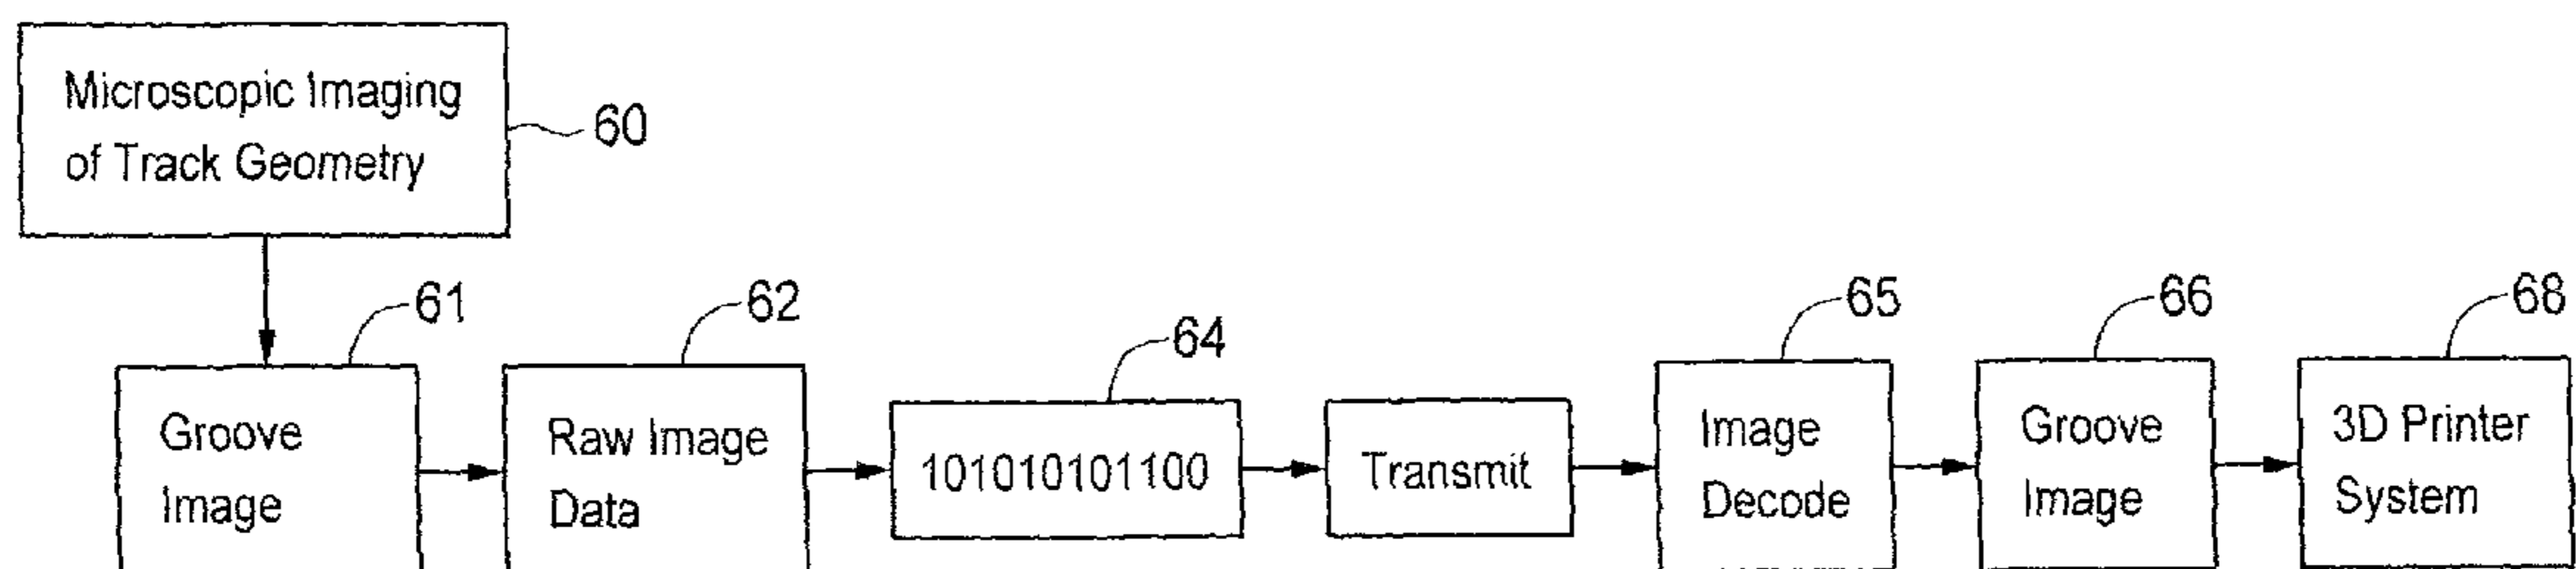 Microscopic Imaging
of Track Geometry
60
61
Groove
Image
62
Raw Image
Data
64
101010101100
Transmit
65
Image
Decode
66
Groove
Image
68
3D Printer
System